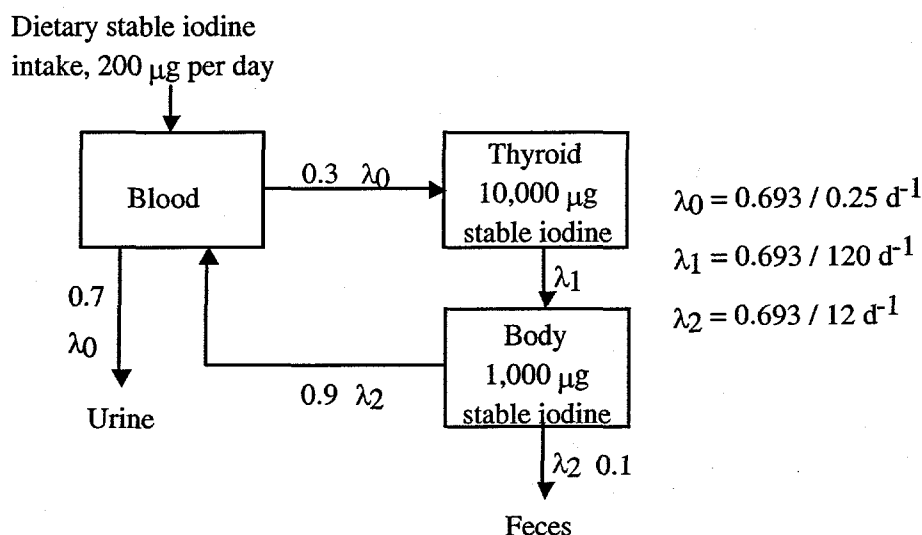 Dietary stable iodine
intake, 200 μg per day
Blood
0.3 λ0
Thyroid
10,000 μg
stable iodine
λ0 = 0.693 / 0.25 d-1
λ1 = 0.693 / 120 d-1
λ2 = 0.693 / 12 d-1
λ1
0.7
λ0
Urine
0.9 λ2
Body
1,000 μg
stable iodine
λ2 0.1
Feces